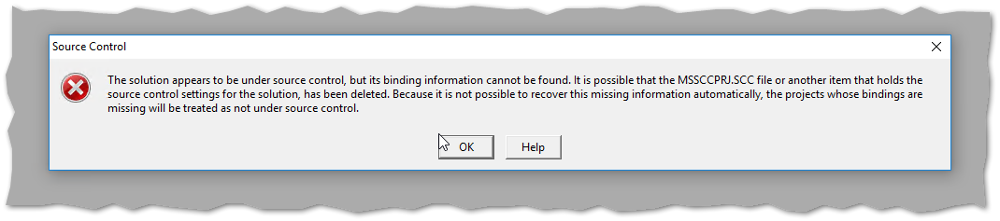 Source Control
The solution appears to be under source control, but its binding information cannot be found. It is possible that the MSSCCPRJ.SCC file or another item that holds the
source control settings for the solution, has been deleted. Because it is not possible to recover this missing information automatically, the projects whose bindings are
missing will be treated as not under source control.
OK
Help